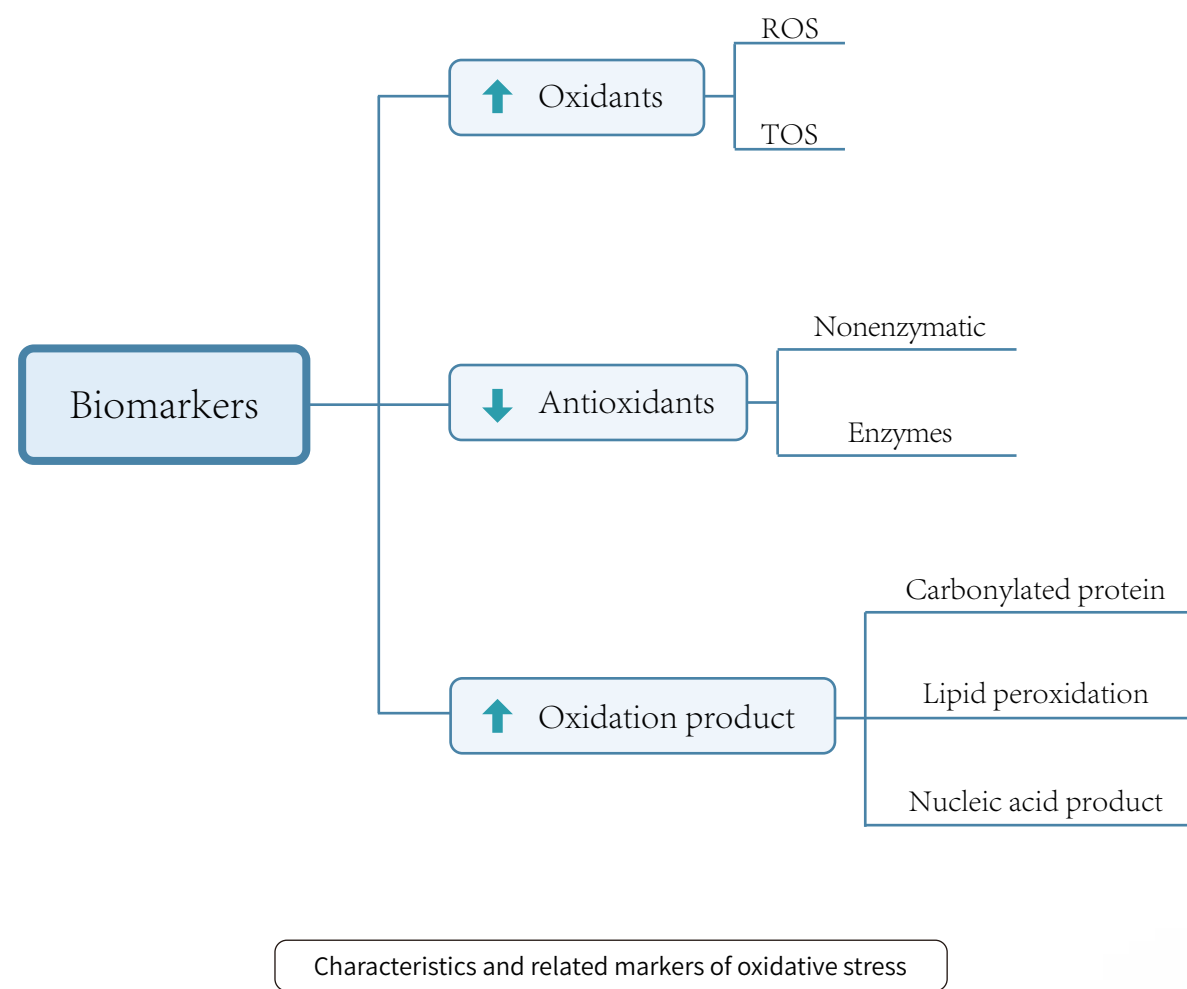 ROS
Oxidants
TOS
Nonenzymatic
Biomarkers
Antioxidants
Enzymes
Carbonylated protein
Lipid peroxidation
Oxidation product
Nucleic acid product
Characteristics and related markers of oxidative stress